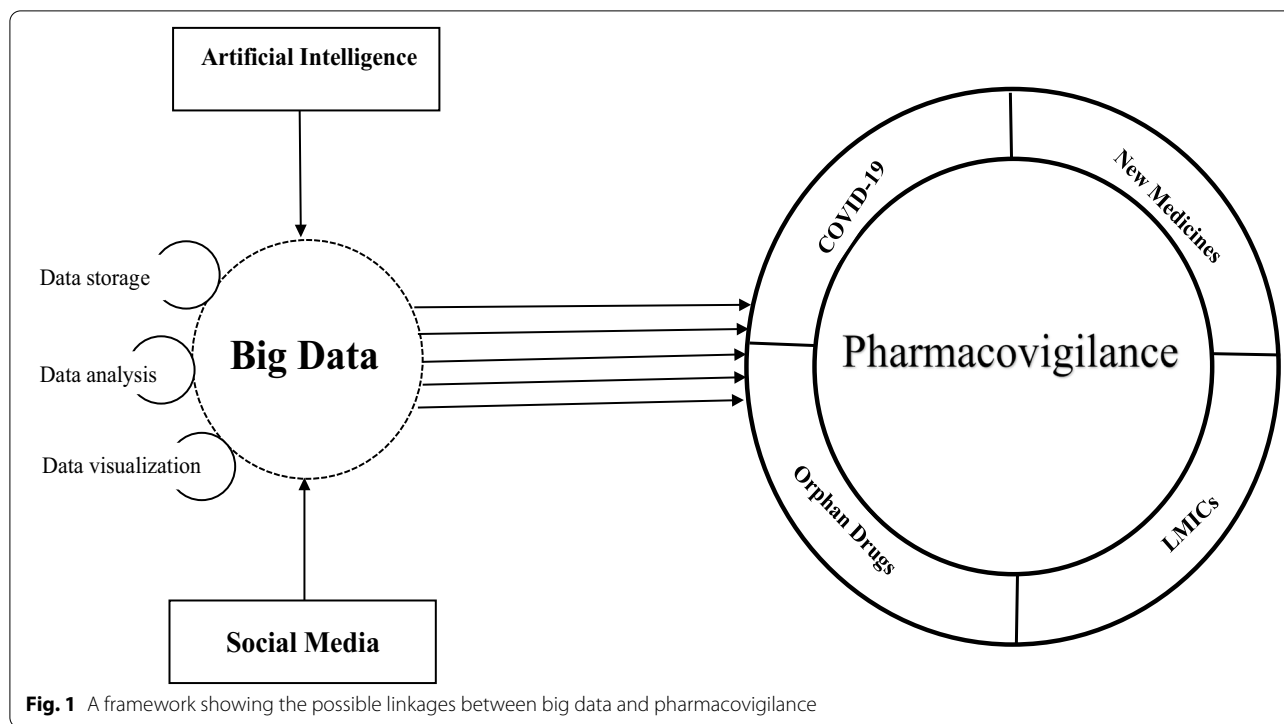 Artificial Intelligence
COVID-19
New Medicines
Data storage
Big Data
Pharmacovigilance
Data analysis
Data visualization
Orphan Drugs
LMICs
Social Media
Fig. 1 A framework showing the possible linkages between big data and pharmacovigilance